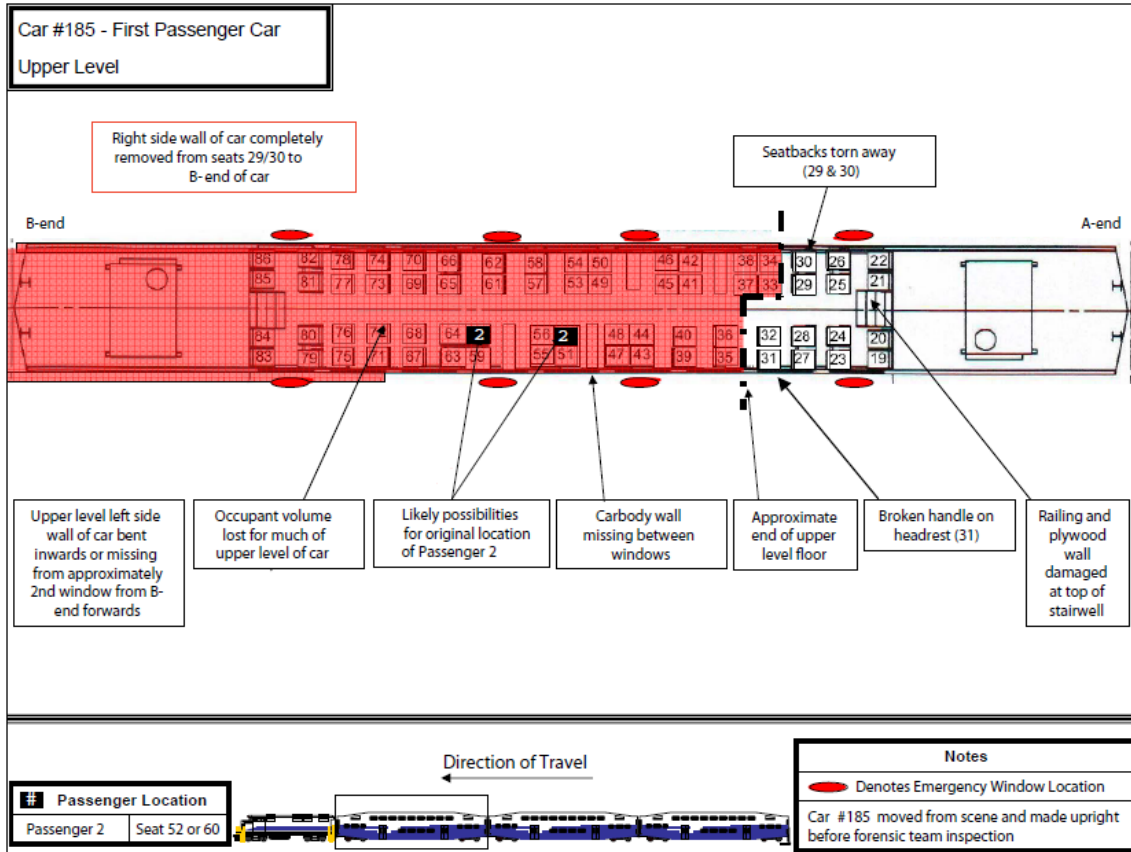 Car #185 - First Passenger Car
Upper Level
Right side wall of car completely
removed from seats 29/30 to
B- end of car
Seatbacks torn away
(29 & 30)
B-end
A-end
86 82 78 74 70 66 62 58 54 50 46 42 38 34 30 26 22
85 81 77 73 69 65 61 57 53 49 45 41 37 33 29 25 21
84 80 76 72 68 64 2 56 2 48 44 40 36 32 28 24 20
83 79 75 71 67 63 59 55 51 47 43 39 35 31 27 23 19
Upper level left side
wall of car bent
inwards or missing
from approximately
2nd window from B-
end forwards
Occupant volume
lost for much of
upper level of car
Likely possibilities
for original location
of Passenger 2
Carbody wall
missing between
windows
Approximate
end of upper
level floor
Broken handle on
headrest (31)
Railing and
plywood
wall
damaged
at top of
stairwell
Direction of Travel
# Passenger Location
Passenger 2 Seat 52 or 60
Notes
Denotes Emergency Window Location
Car #185 moved from scene and made upright
before forensic team inspection